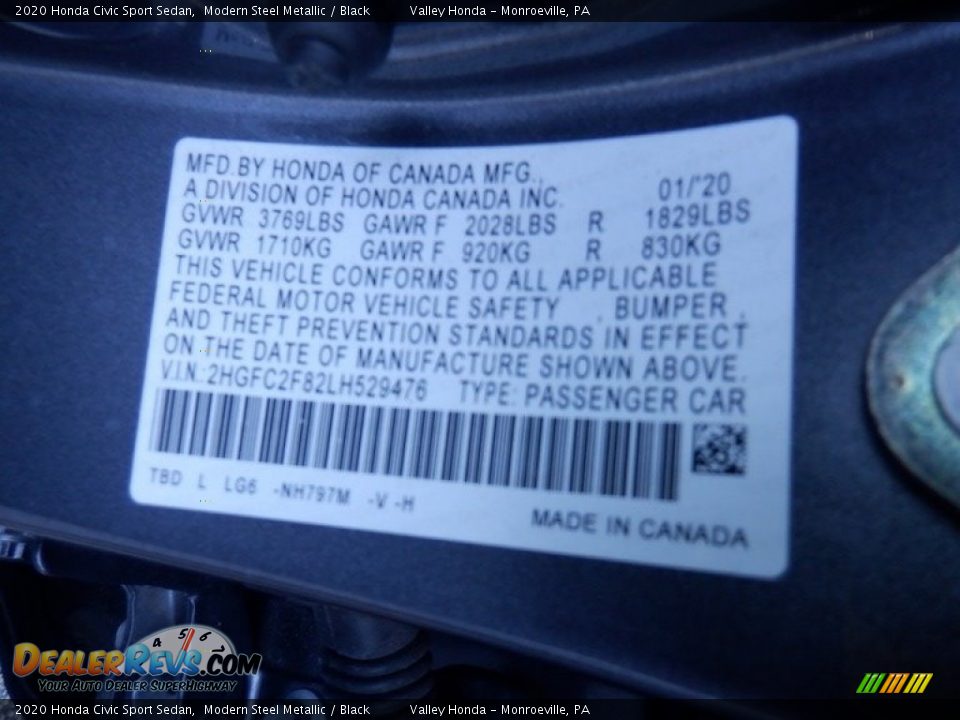 2020 Honda Civic Sport Sedan, Modern Steel Metallic / Black Valley Honda - Monroeville, PA
MFD.BY HONDA OF CANADA MFG.,
A DIVISION OF HONDA CANADA INC. 01/'20
GVWR 3769LBS GAWR F 2028LBS R 1829LBS
GVWR 1710KG GAWR F 920KG R 830KG
THIS VEHICLE CONFORMS TO ALL APPLICABLE
FEDERAL MOTOR VEHICLE SAFETY , BUMPER ,
AND THEFT PREVENTION STANDARDS IN EFFECT
ON THE DATE OF MANUFACTURE SHOWN ABOVE.
V.I.N.:2HGFC2F82LH529476 TYPE: PASSENGER CAR
TBD L LG6 -NH797M -V -H
MADE IN CANADA
4 5 6
DEALERREVS.COM
Your Auto Dealer SuperHighway
2020 Honda Civic Sport Sedan, Modern Steel Metallic / Black Valley Honda - Monroeville, PA